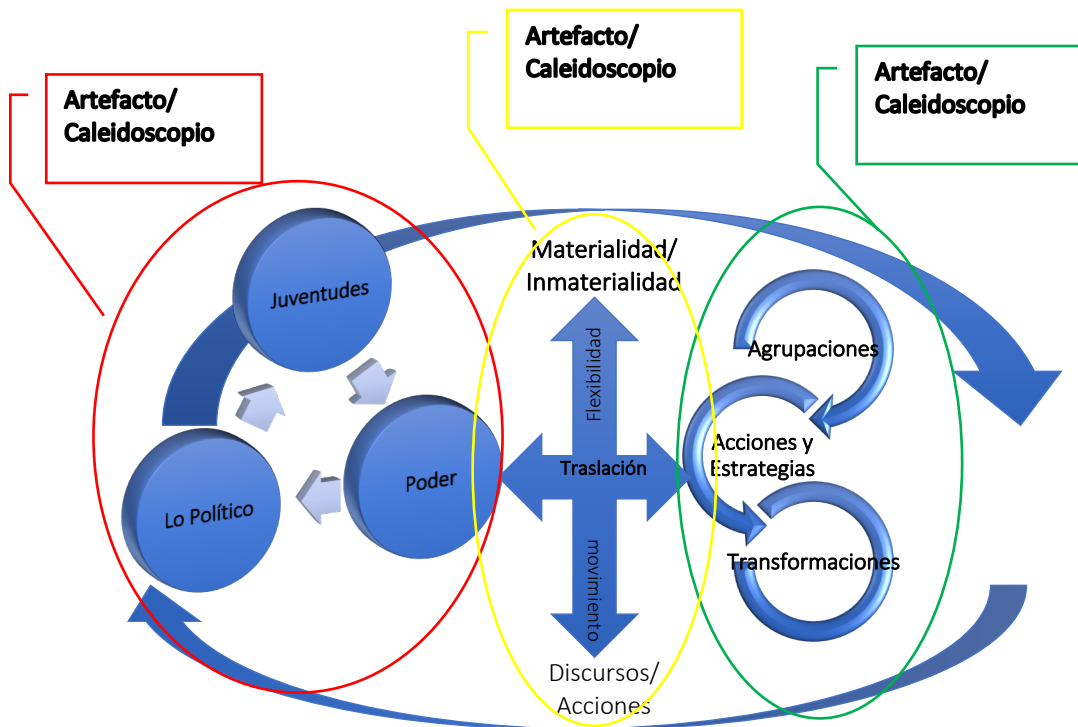 Artefacto/
Caleidoscopio
Artefacto/
Caleidoscopio
Artefacto/
Caleidoscopio
Juventudes
Poder
Lo Político
Materialidad/
Inmaterialidad
Flexibilidad
Traslación
movimiento
Discursos/
Acciones
Agrupaciones
Acciones y
Estrategias
Transformaciones